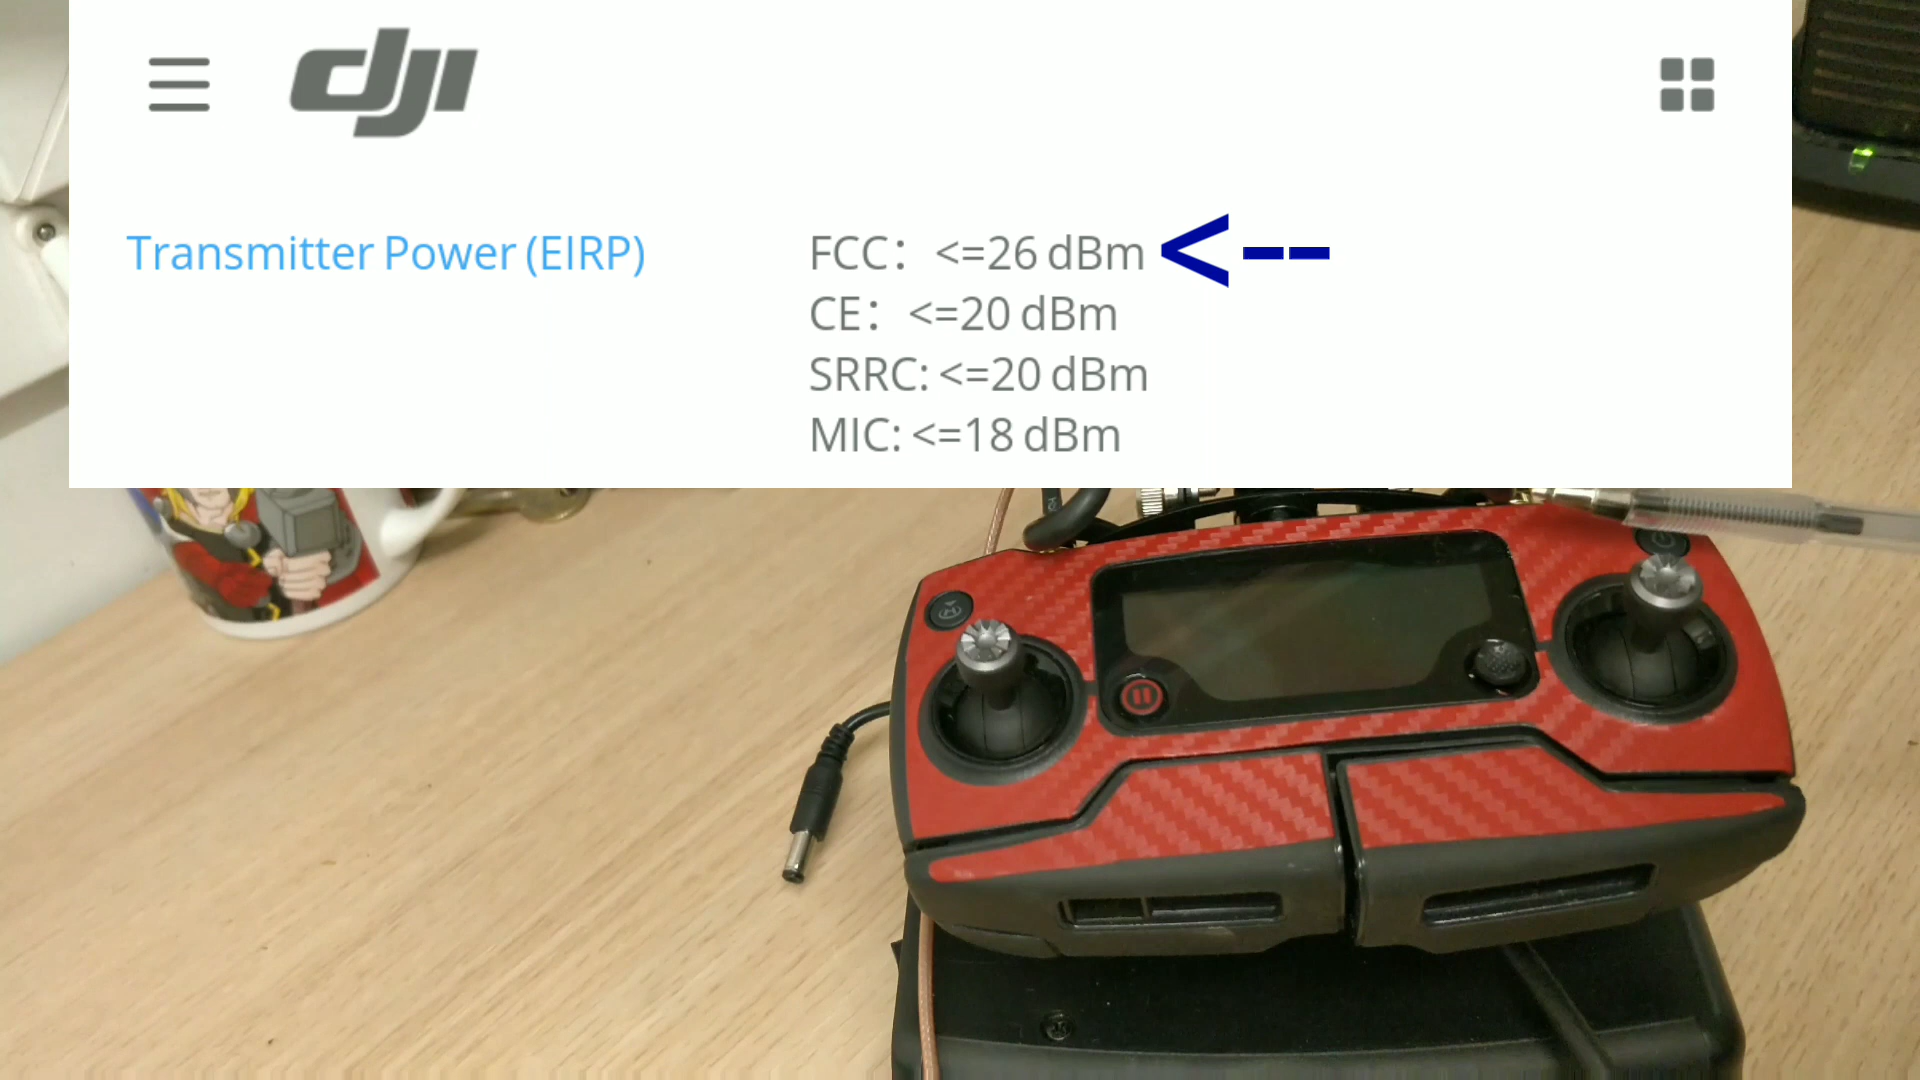 dji
Transmitter Power (EIRP)
FCC: <=26 dBm <--
CE: <=20 dBm
SRRC: <=20 dBm
MIC: <=18 dBm